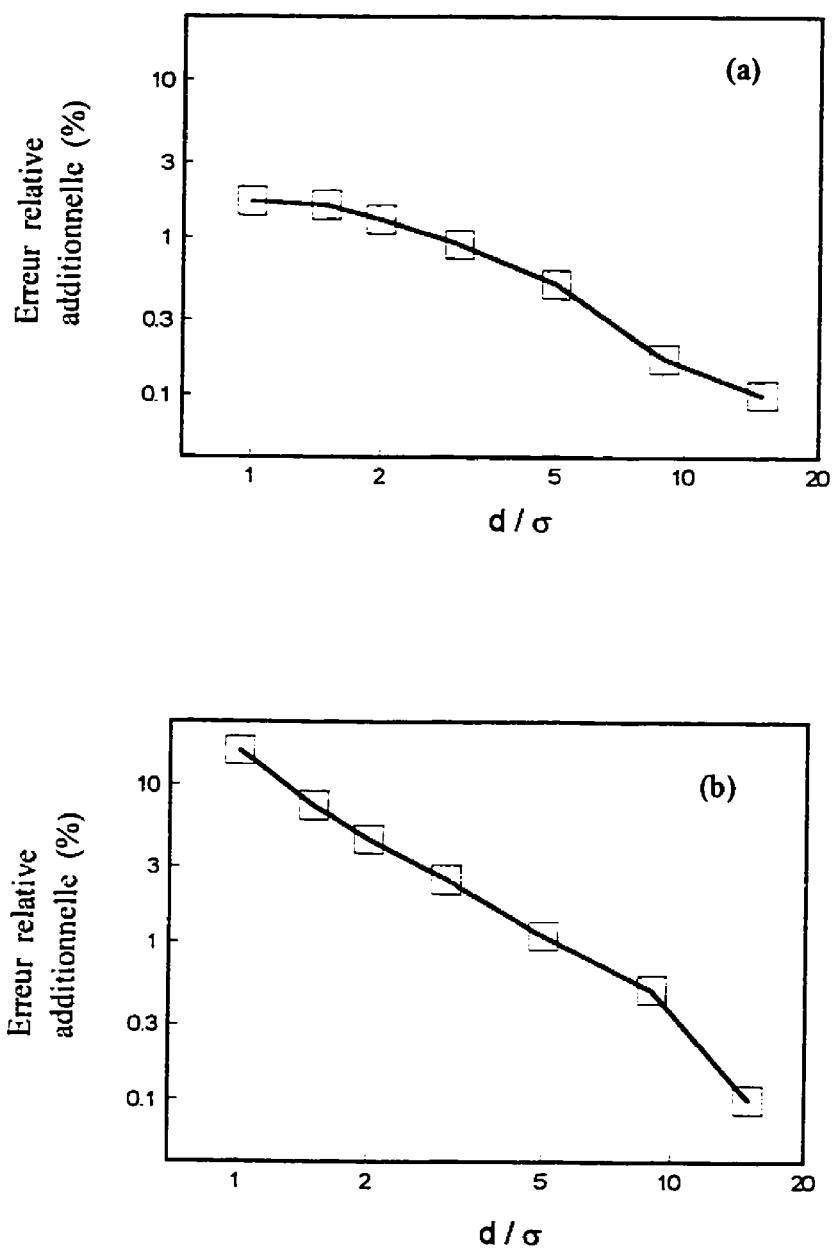 (a)
Erreur relative
additionnelle (%)
10
3
1
0.3
0.1
1 2 5 10 20
d / σ
(b)
Erreur relative
additionnelle (%)
10
3
1
0.3
0.1
1 2 5 10 20
d / σ